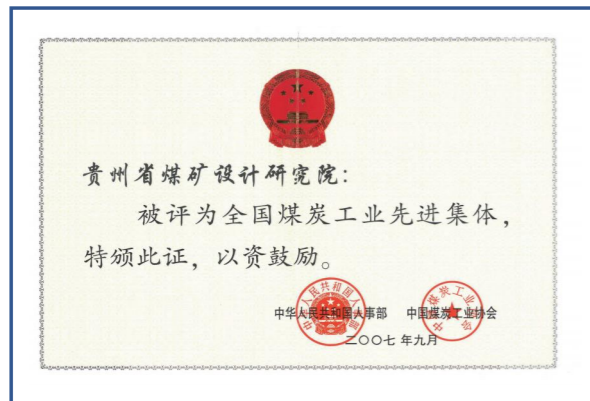 贵州省煤矿设计研究院：
被评为全国煤炭工业先进集体，
特颁此证，以资鼓励。
中华人民共和国人事部 中国煤炭工业协会
二〇〇七年九月